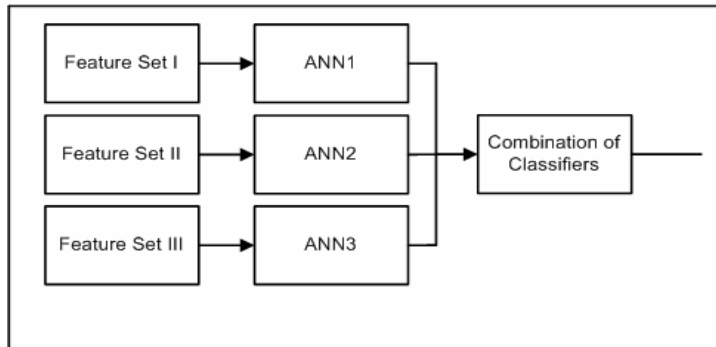 Feature Set I
ANN1
Feature Set II
ANN2
Combination of
Classifiers
Feature Set III
ANN3